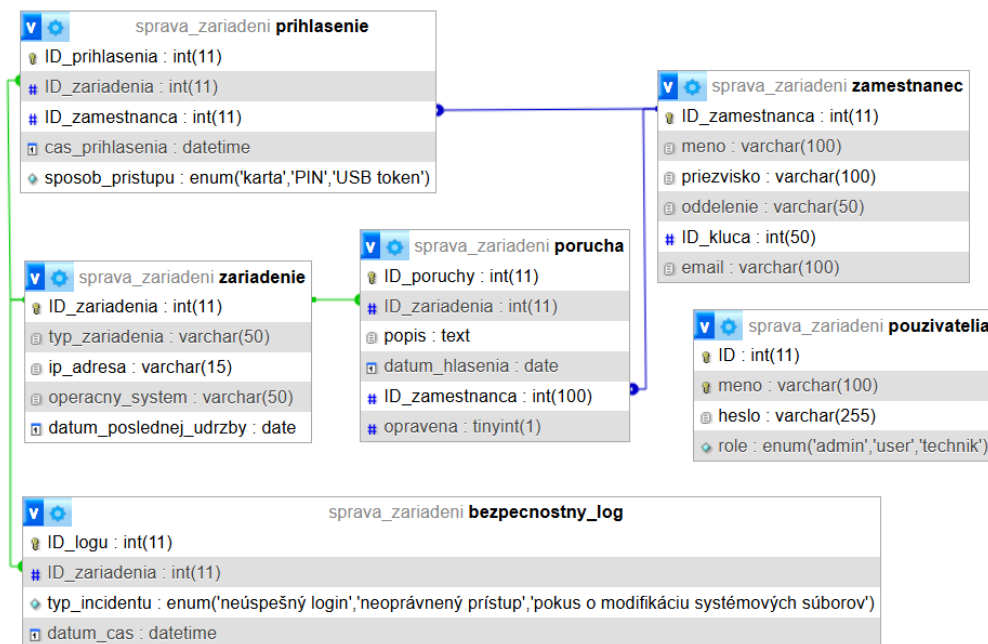 sprava_zariadeni prihlasenie
ID_prihlasenia : int(11)
ID_zariadenia : int(11)
ID_zamestnanca : int(11)
cas_prihlasenia : datetime
sposob_pristupu : enum('karta','PIN','USB token')
sprava_zariadeni zamestnanec
ID_zamestnanca : int(11)
meno : varchar(100)
priezvisko : varchar(100)
oddelenie : varchar(50)
ID_kluca : int(50)
email : varchar(100)
sprava_zariadeni zariadenie
ID_zariadenia : int(11)
typ_zariadenia : varchar(50)
ip_adresa : varchar(15)
operacny_system : varchar(50)
datum_poslednej_udrzby : date
sprava_zariadeni porucha
ID_poruchy : int(11)
ID_zariadenia : int(11)
popis : text
datum_hlasenia : date
ID_zamestnanca : int(100)
opravena : tinyint(1)
sprava_zariadeni pouzivatelia
ID : int(11)
meno : varchar(100)
heslo : varchar(255)
role : enum('admin','user','technik')
sprava_zariadeni bezpecnostny_log
ID_logu : int(11)
ID_zariadenia : int(11)
typ_incidentu : enum('neúspešný login','neoprávnený prístup','pokus o modifikáciu systémových súborov')
datum_cas : datetime